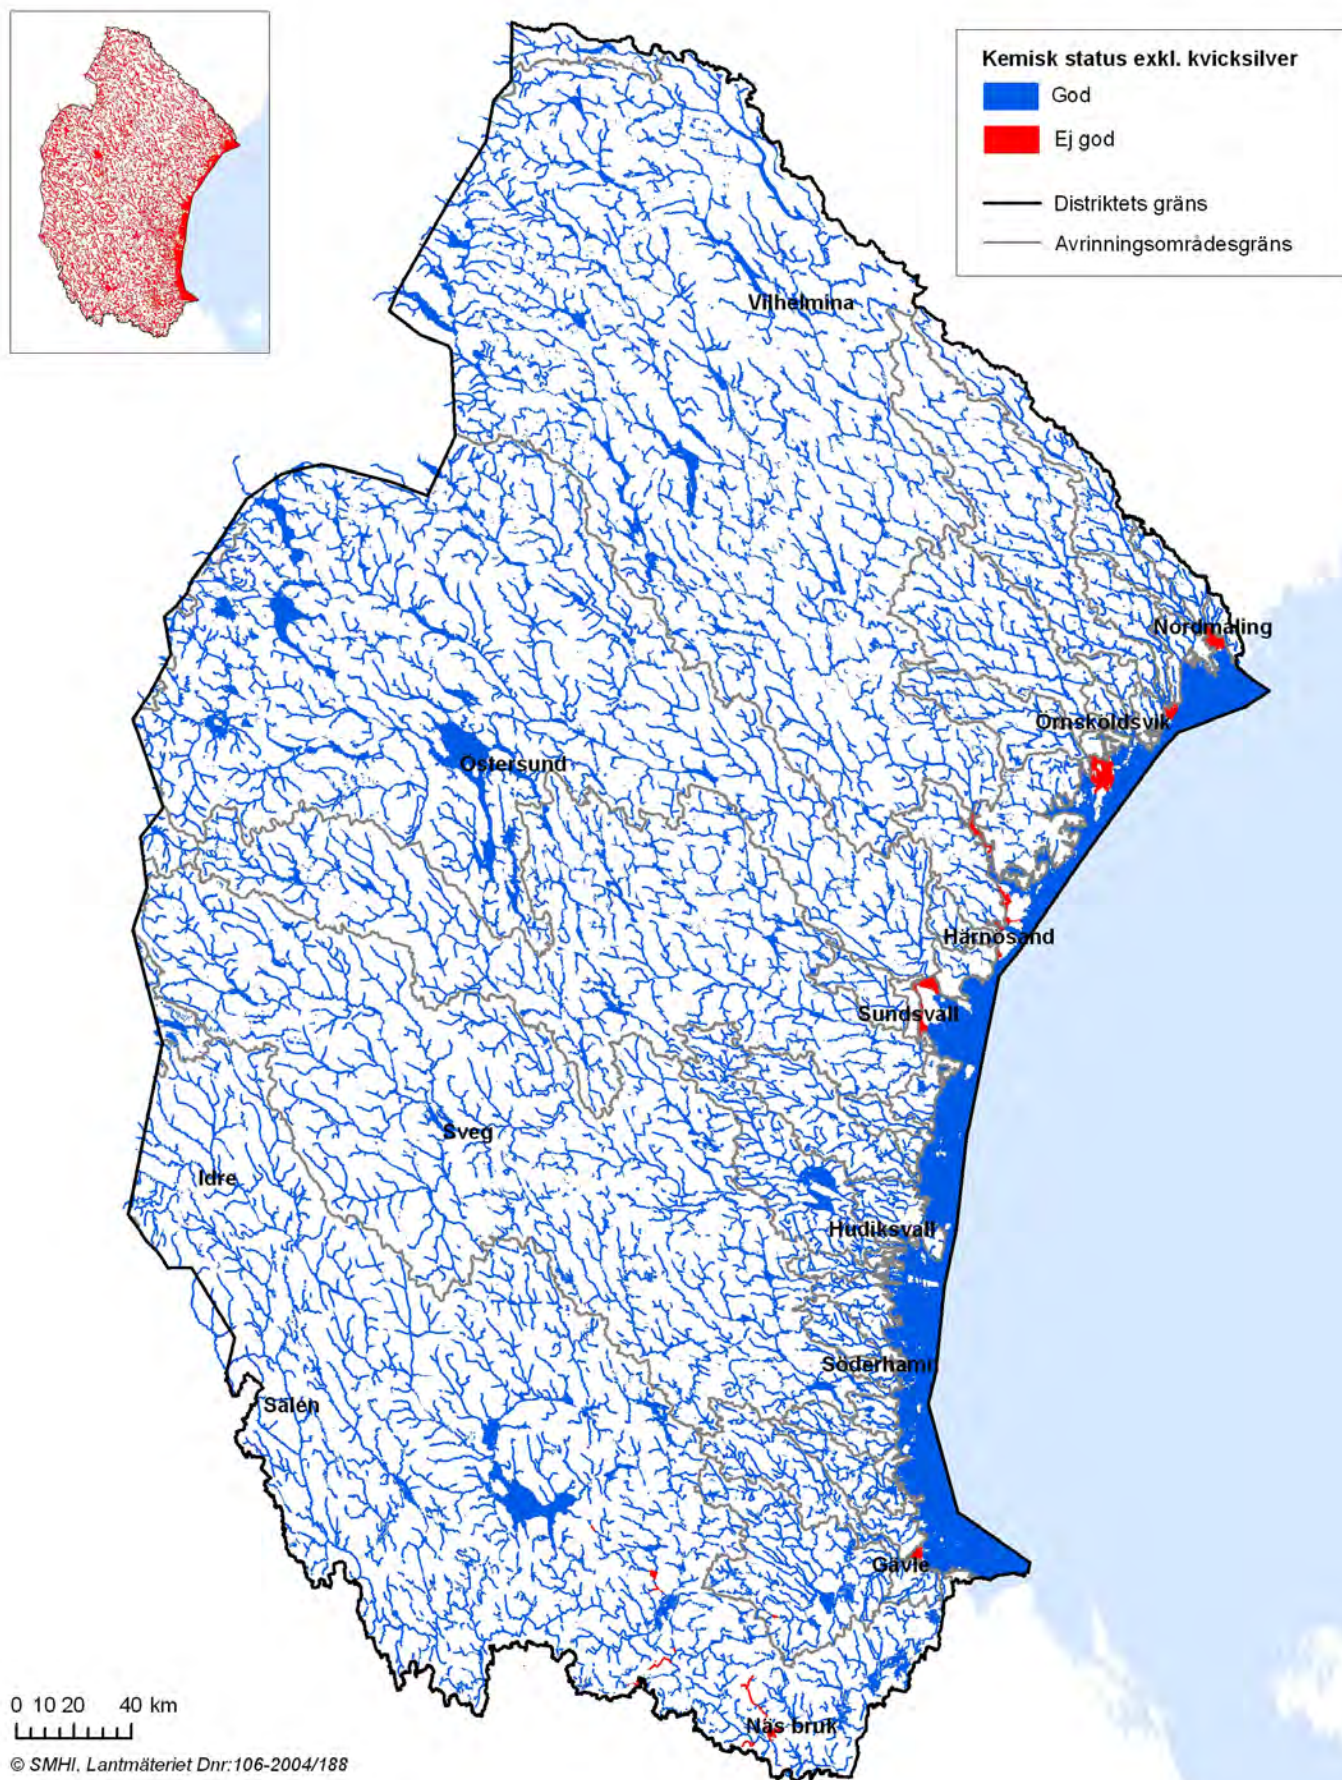 Kemisk status exkl. kvicksilver
God
Ej god
Distriktets gräns
Avrinningsområdesgräns
Vilhelmina
Nordmaling
Örnsköldsvik
Östersund
Härnösand
Sundsvall
Sveg
Idre
Hudiksvall
Söderhamn
Sälen
Gävle
Näs bruk
0 10 20 40 km
© SMHI, Lantmäteriet Dnr:106-2004/188